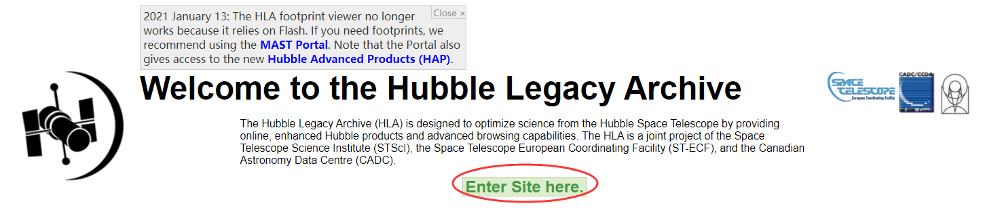 2021 January 13: The HLA footprint viewer no longer
Close ×
works because it relies on Flash. If you need footprints, we
recommend using the MAST Portal. Note that the Portal also
gives access to the new Hubble Advanced Products (HAP).
Welcome to the Hubble Legacy Archive
SPACE
TELESCOPE
European Coordinating Facility
CADC/CCDA
The Hubble Legacy Archive (HLA) is designed to optimize science from the Hubble Space Telescope by providing
online, enhanced Hubble products and advanced browsing capabilities. The HLA is a joint project of the Space
Telescope Science Institute (STScI), the Space Telescope European Coordinating Facility (ST-ECF), and the Canadian
Astronomy Data Centre (CADC).
Enter Site here.